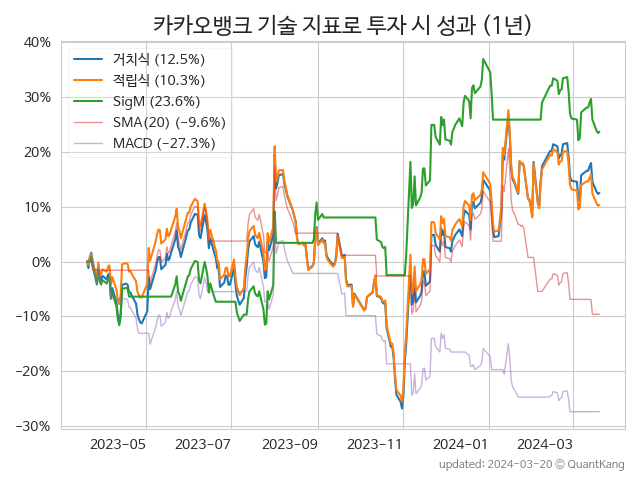 카카오뱅크 기술 지표로 투자 시 성과 (1년)
40%
30%
20%
10%
0%
−10%
−20%
−30%
거치식 (12.5%)
적립식 (10.3%)
SigM (23.6%)
SMA(20) (−9.6%)
MACD (−27.3%)
2023-05 2023-07 2023-09 2023-11 2024-01 2024-03
updated: 2024-03-20 © QuantKang